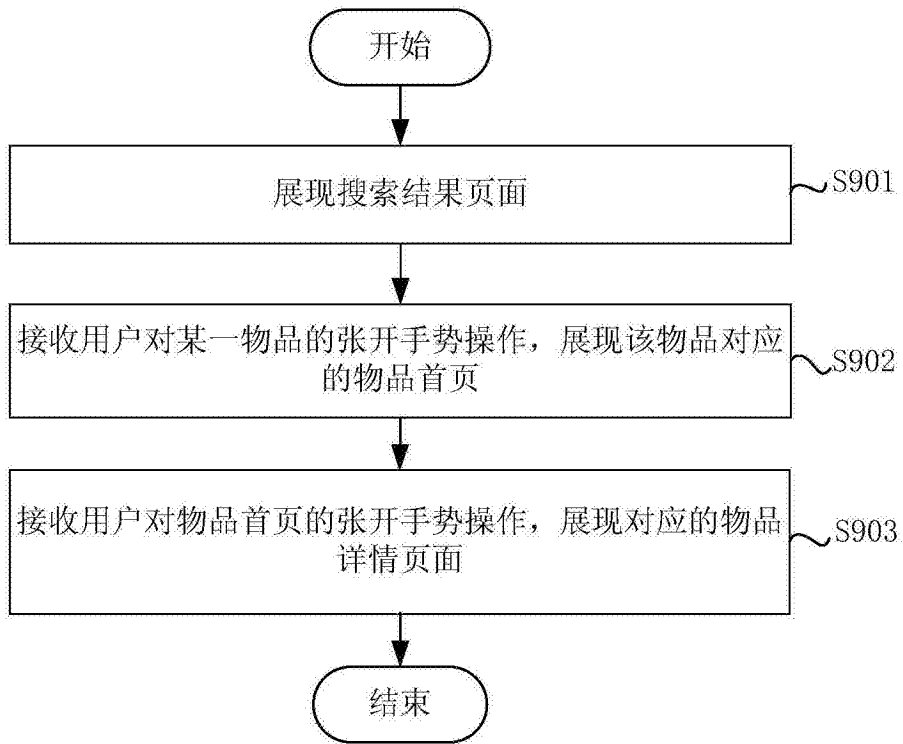 开始
展现搜索结果页面
S901
接收用户对某一物品的张开手势操作，展现该物品对应
的物品首页
S902
接收用户对物品首页的张开手势操作，展现对应的物品
详情页面
S903
结束